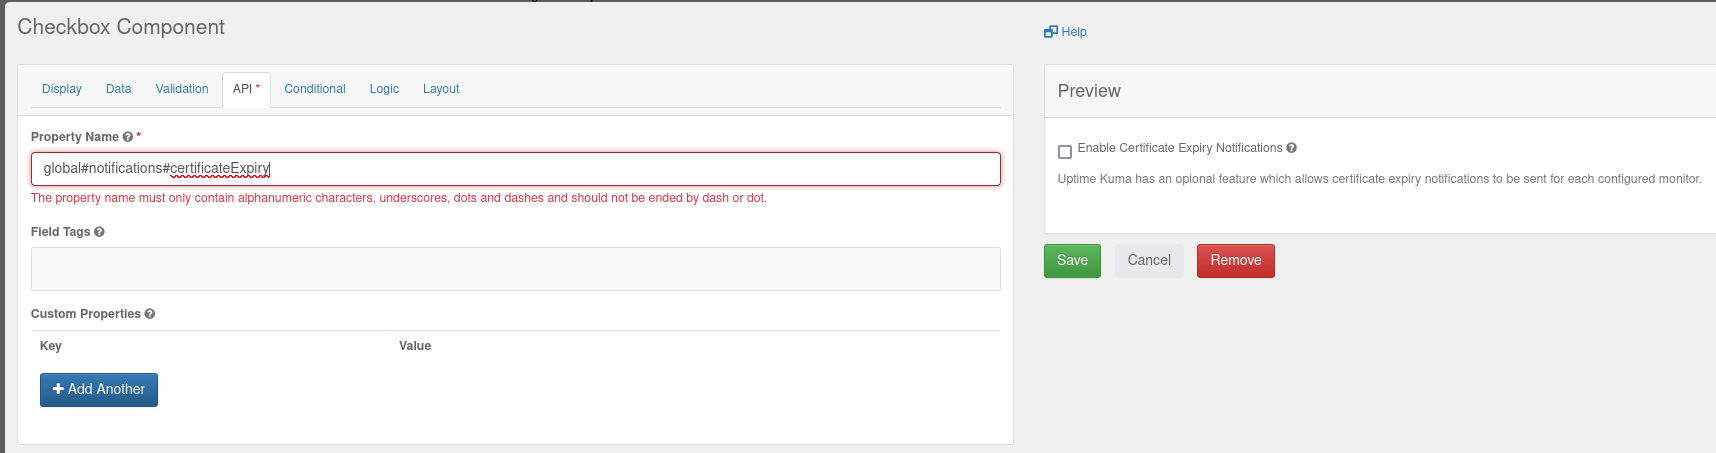 Checkbox Component
Help
Display Data Validation API * Conditional Logic Layout
Property Name *
global#notifications#certificateExpiry
The property name must only contain alphanumeric characters, underscores, dots and dashes and should not be ended by dash or dot.
Field Tags
Custom Properties
Key Value
Add Another
Preview
Enable Certificate Expiry Notifications
Uptime Kuma has an opional feature which allows certificate expiry notifications to be sent for each configured monitor.
Save Cancel Remove